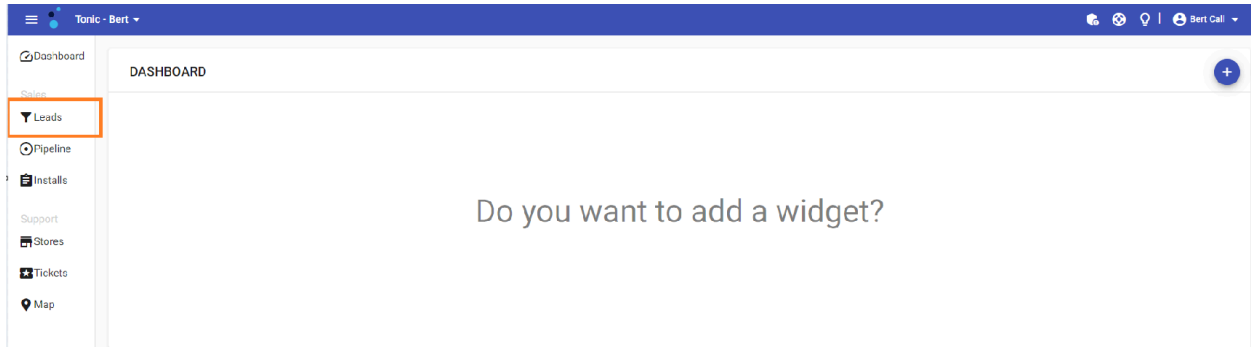 Tonic - Bert
Bert Call
Dashboard
DASHBOARD
Sales
Leads
Pipeline
Installs
Do you want to add a widget?
Support
Stores
Tickets
Map